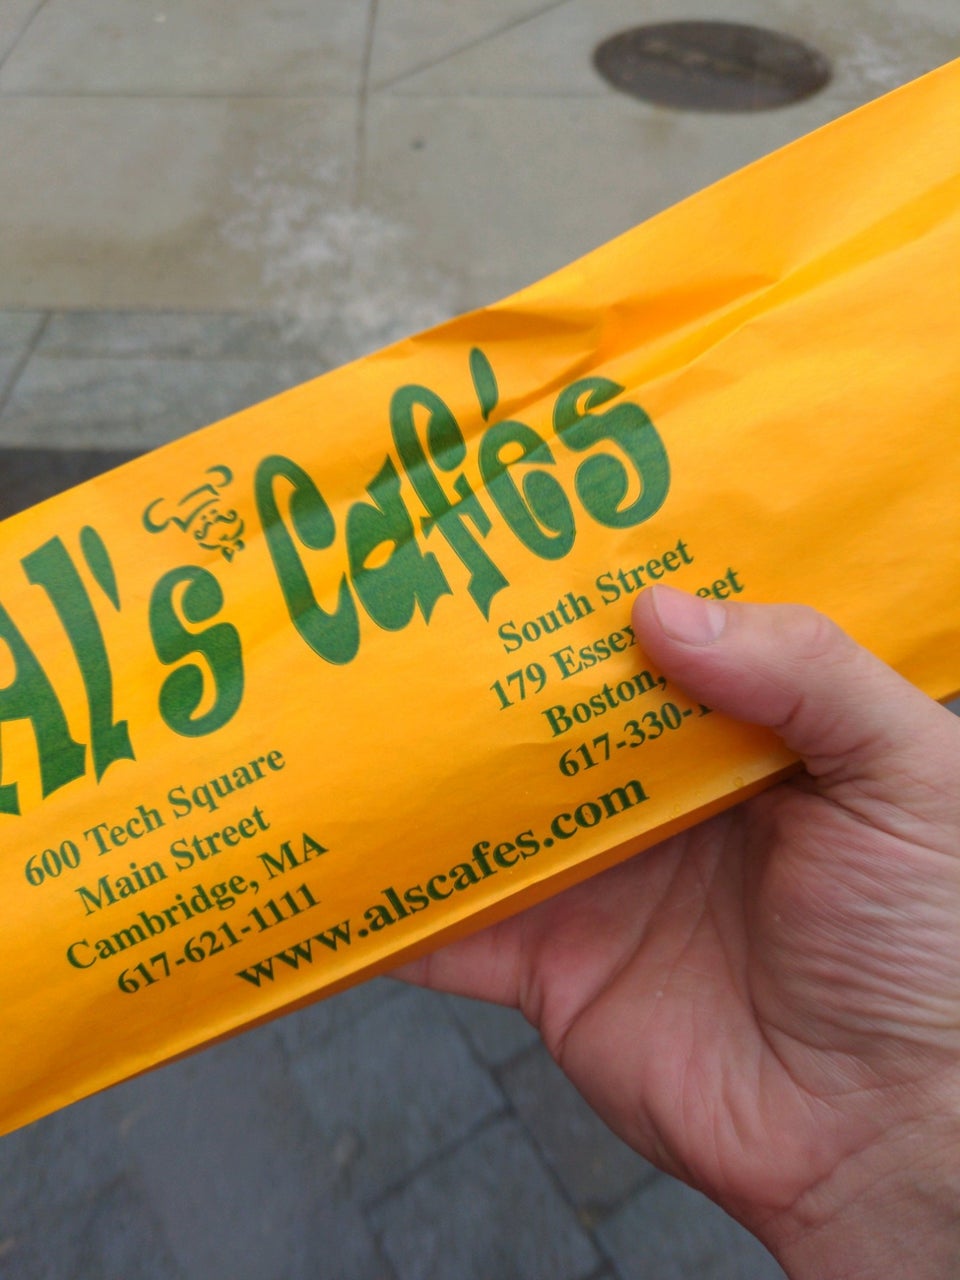 Al's Cafés
600 Tech Square
Main Street
Cambridge, MA
617-621-1111
South Street
179 Essex
Boston,
617-330-
www.alscafes.com